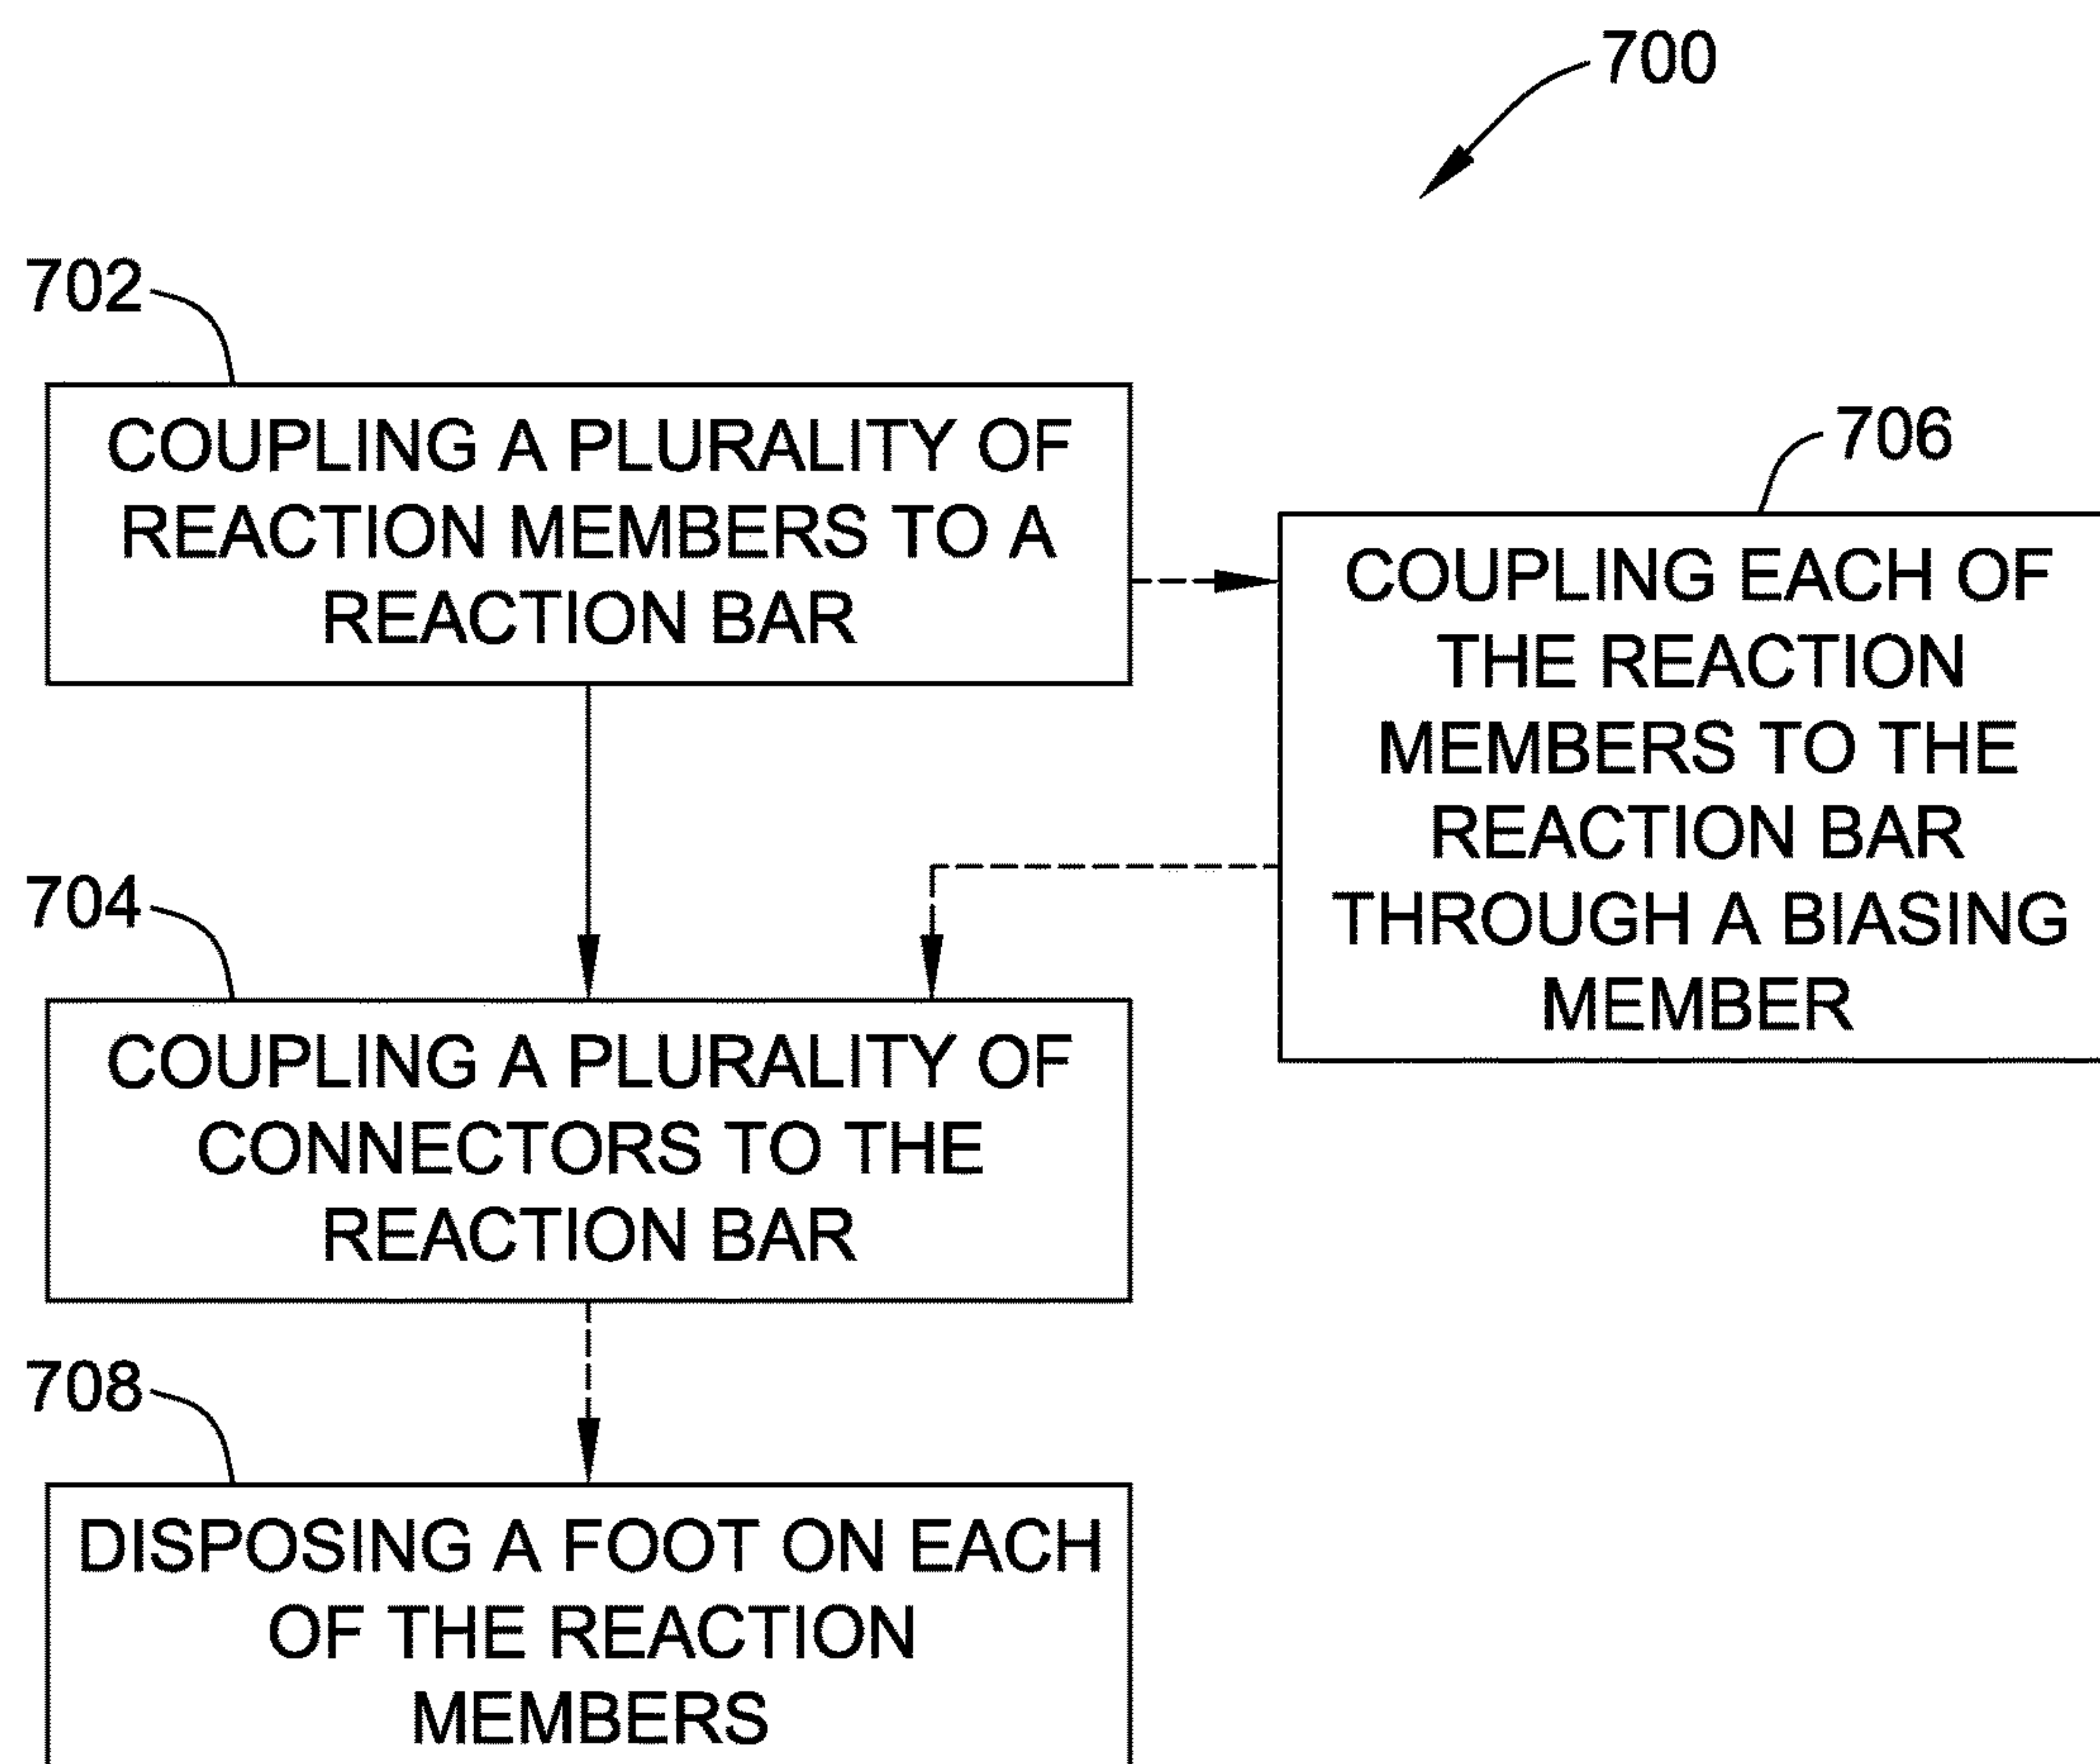 700
702
COUPLING A PLURALITY OF
REACTION MEMBERS TO A
REACTION BAR
706
COUPLING EACH OF
THE REACTION
MEMBERS TO THE
REACTION BAR
THROUGH A BIASING
MEMBER
704
COUPLING A PLURALITY OF
CONNECTORS TO THE
REACTION BAR
708
DISPOSING A FOOT ON EACH
OF THE REACTION
MEMBERS